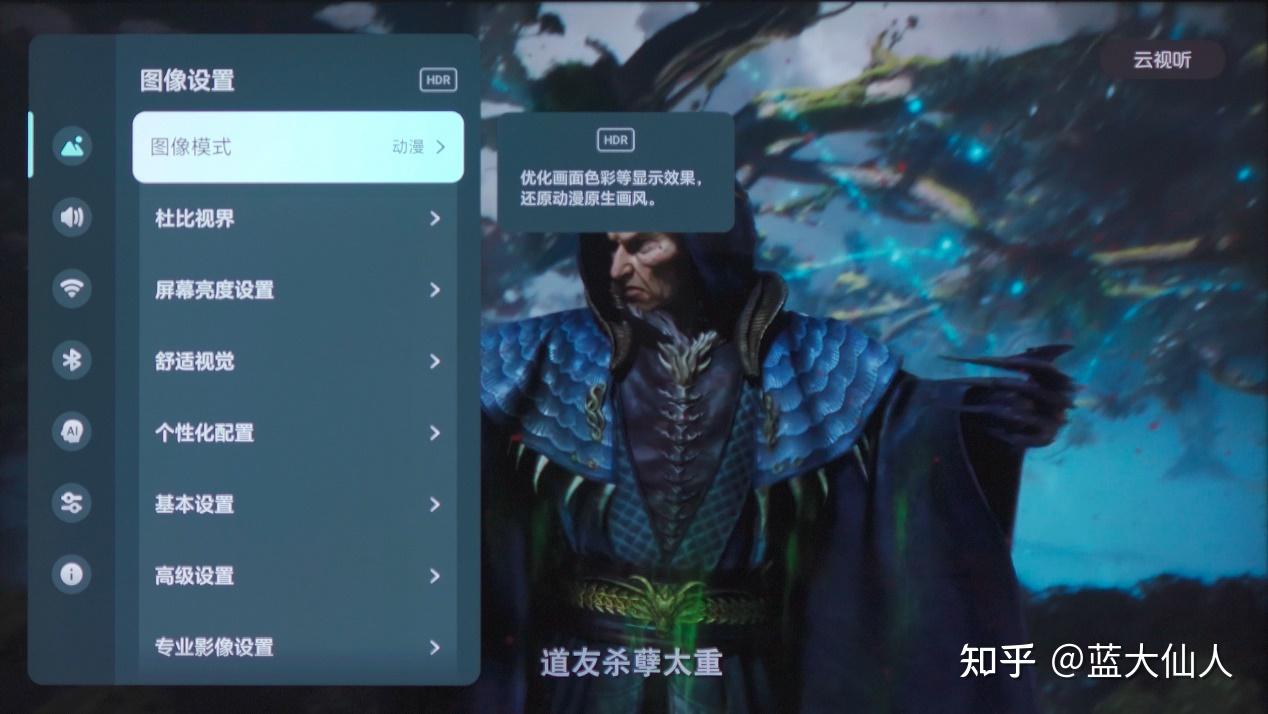 图像设置
HDR
图像模式
动漫
杜比视界
屏幕亮度设置
舒适视觉
个性化配置
基本设置
高级设置
专业影像设置
AI
HDR
优化画面色彩等显示效果，
还原动漫原生画风。
云视听
道友杀孽太重
知乎 @蓝大仙人